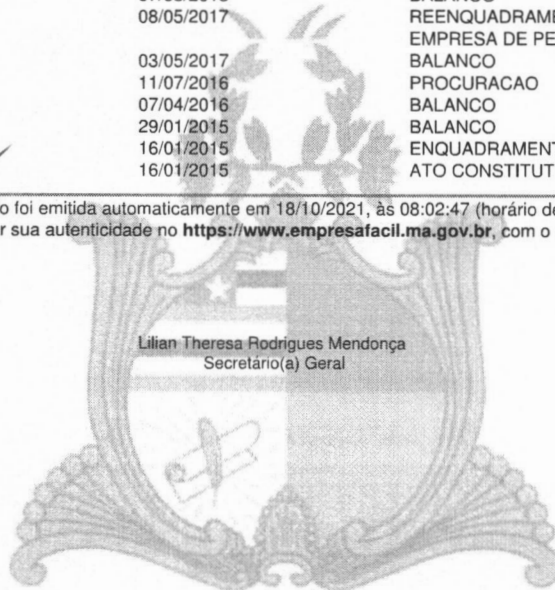 08/05/2017 REENQUADRAME
EMPRESA DE PE
03/05/2017 BALANCO
11/07/2016 PROCURACAO
07/04/2016 BALANCO
29/01/2015 BALANCO
16/01/2015 ENQUADRAMENT
16/01/2015 ATO CONSTITUT
o foi emitida automaticamente em 18/10/2021, às 08:02:47 (horário de
r sua autenticidade no https://www.empresafacil.ma.gov.br, com o
Lilian Theresa Rodrigues Mendonça
Secretário(a) Geral